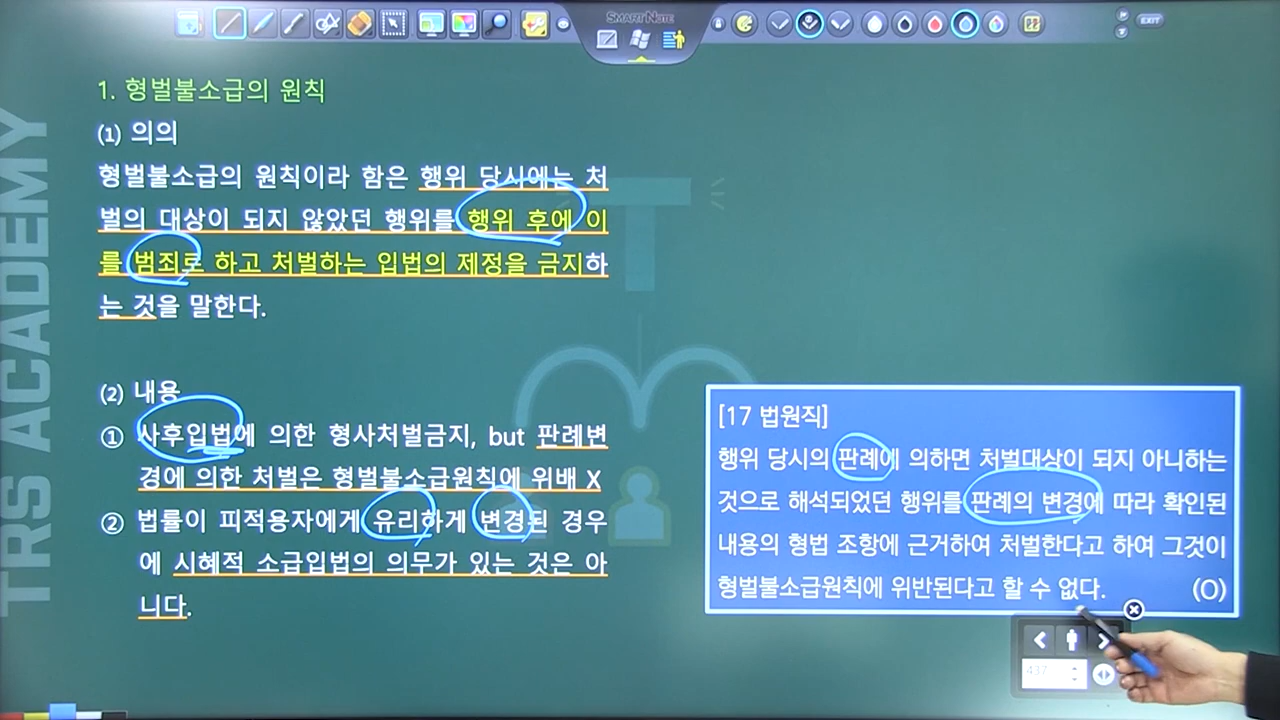 SMART NOTE
EXIT
1. 형벌불소급의 원칙
(1) 의의
형벌불소급의 원칙이라 함은 행위 당시에는 처
벌의 대상이 되지 않았던 행위를 행위 후에 이
를 범죄로 하고 처벌하는 입법의 제정을 금지하
는 것을 말한다.
(2) 내용
① 사후입법에 의한 형사처벌금지, but 판례변
경에 의한 처벌은 형벌불소급원칙에 위배 X
② 법률이 피적용자에게 유리하게 변경된 경우
에 시혜적 소급입법의 의무가 있는 것은 아
니다.
[17 법원직]
행위 당시의 판례에 의하면 처벌대상이 되지 아니하는
것으로 해석되었던 행위를 판례의 변경에 따라 확인된
내용의 형법 조항에 근거하여 처벌한다고 하여 그것이
형벌불소급원칙에 위반된다고 할 수 없다. (O)
437
TRS ACADEMY